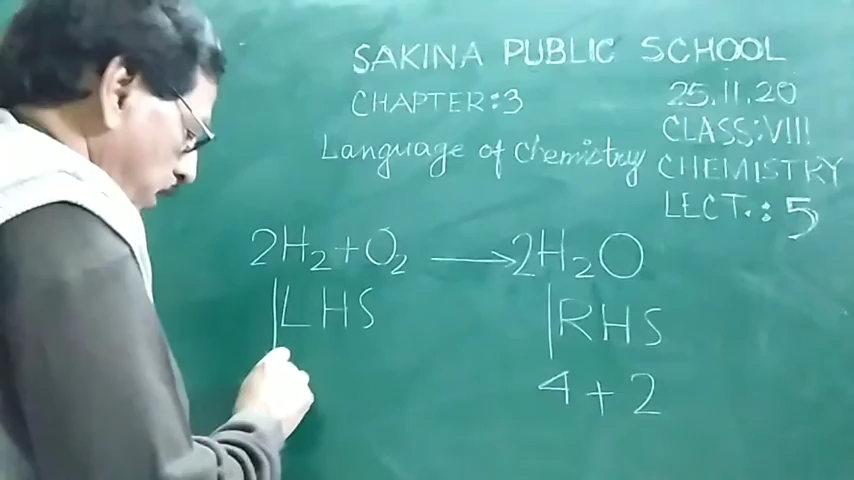 SAKINA PUBLIC SCHOOL
CHAPTER:3
25.11.20
Language of Chemistry
CLASS:VIII
CHEMISTRY
LECT.:5
2H₂+O₂ → 2H₂O
LHS
RHS
4+2